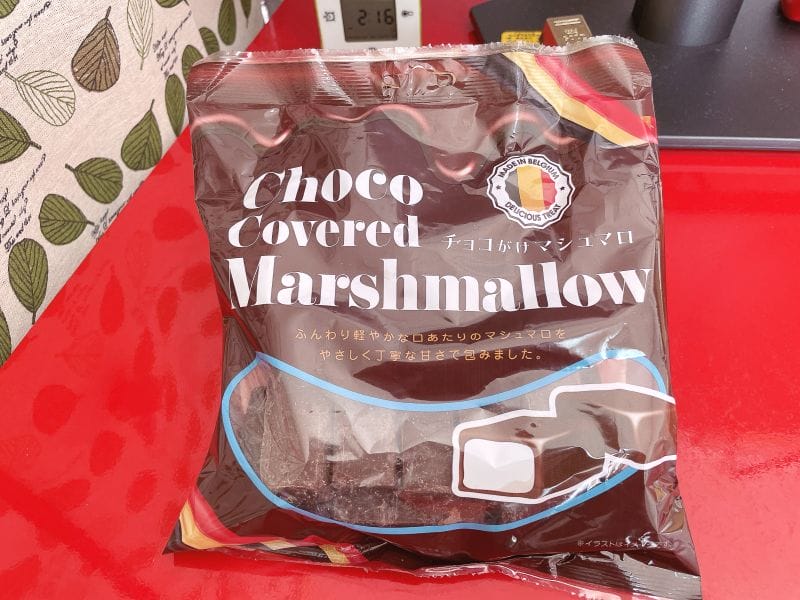 2:16
MADE IN BELGIUM
DELICIOUS TREAT
Choco
Covered
チョコがけマシュマロ
Marshmallow
ふんわり軽やかな口あたりのマシュマロを
やさしく丁寧な甘さで包みました。